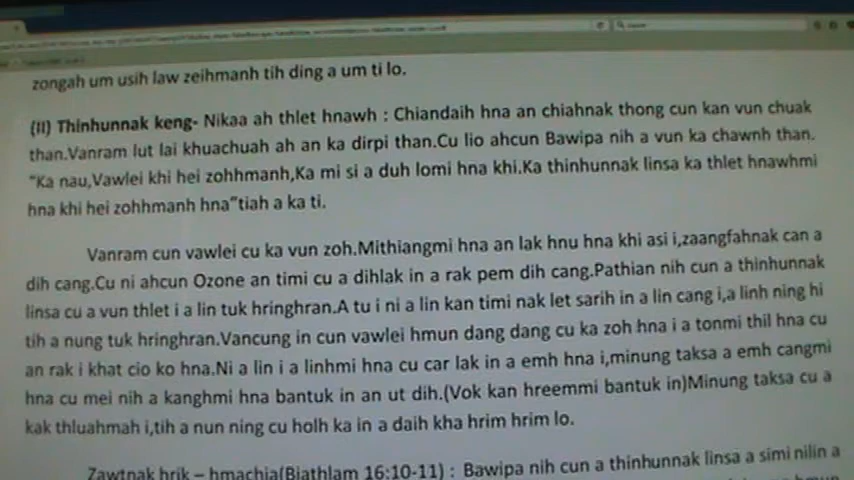 zongah um usih law zeihmanh tih ding a um ti lo.
(II) Thinhunnak keng- Nikaa ah thlet hnawh : Chiandaih hna an chiahnak thong cun kan vun chuak
than.Vanram lut lai khuachuah ah an ka dirpi than.Cu lio ahcun Bawipa nih a vun ka chawnh than.
"Ka nau,Vawlei khi hei zohhmanh,Ka mi si a duh lomi hna khi.Ka thinhunnak linsa ka thlet hnawhmi
hna khi hei zohhmanh hna"tiah a ka ti.
Vanram cun vawlei cu ka vun zoh.Mithiangmi hna an lak hnu hna khi asi i,zaangfahnak can a
dih cang.Cu ni ahcun Ozone an timi cu a dihlak in a rak pem dih cang.Pathian nih cun a thinhunnak
linsa cu a vun thlet i a lin tuk hringhran.A tu i ni a lin kan timi nak let sarih in a lin cang i,a linh ning hi
tih a nung tuk hringhran.Vancung in cun vawlei hmun dang dang cu ka zoh hna i a tonmi thil hna cu
an rak i khat cio ko hna.Ni a lin i a linhmi hna cu car lak in a emh hna i,minung taksa a emh cangmi
hna cu mei nih a kanghmi hna bantuk in an ut dih.(Vok kan hreemmi bantuk in)Minung taksa cu a
kak thluahmah i,tih a nun ning cu holh ka in a daih kha hrim hrim lo.
Zawtnak hrik – hmachia(Biathlam 16:10-11) : Bawipa nih cun a thinhunnak linsa a simi nilin a